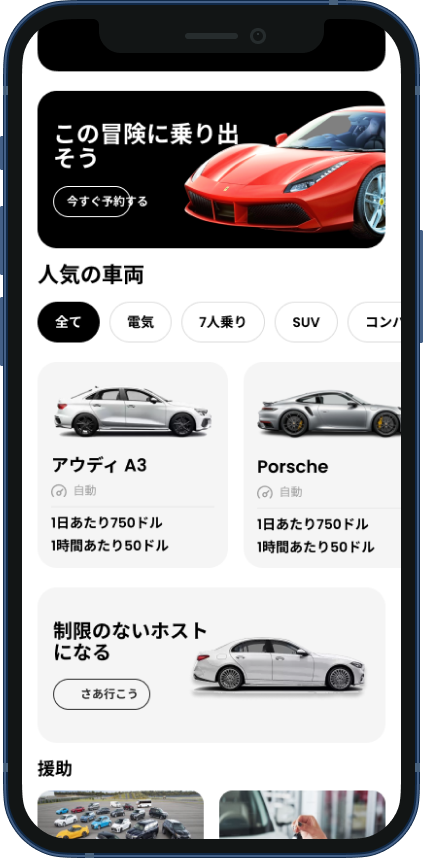 この冒険に乗り出
そう
今すぐ予約する
人気の車両
全て 電気 7人乗り SUV コンパ
アウディ A3 Porsche
自動 自動
1日あたり750ドル 1日あたり750ドル
1時間あたり50ドル 1時間あたり50ドル
制限のないホスト
になる
さあ行こう
援助